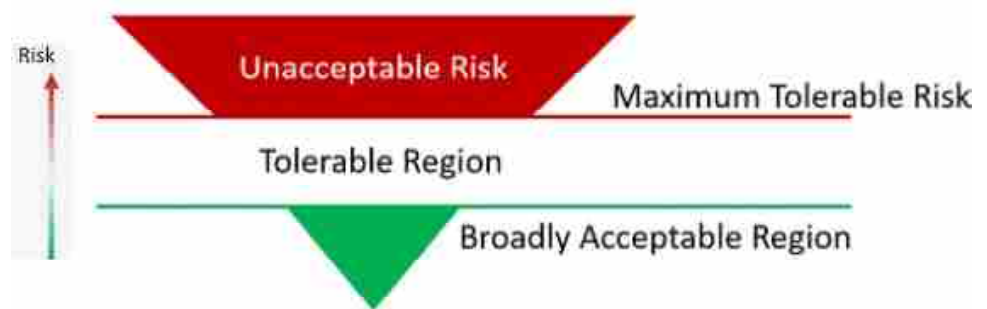 Risk
Unacceptable Risk
Maximum Tolerable Risk
Tolerable Region
Broadly Acceptable Region